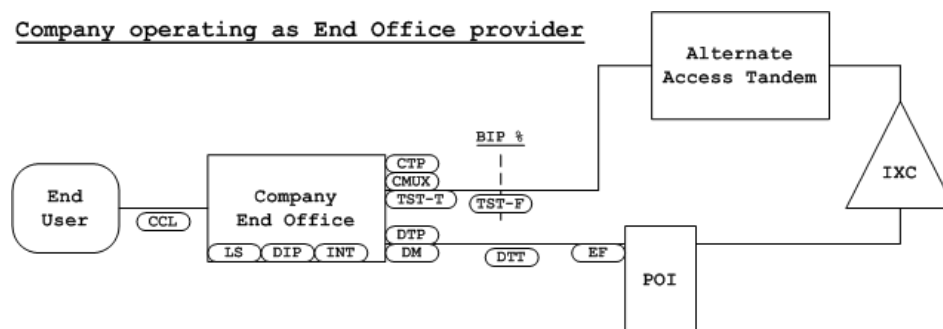 Company operating as End Office provider
Alternate
Access Tandem
BIP %
CTP
CMUX
TST-T
TST-F
IXC
End
User
CCL
Company
End Office
LS DIP INT
DTP
DM
DTT
EF
POI